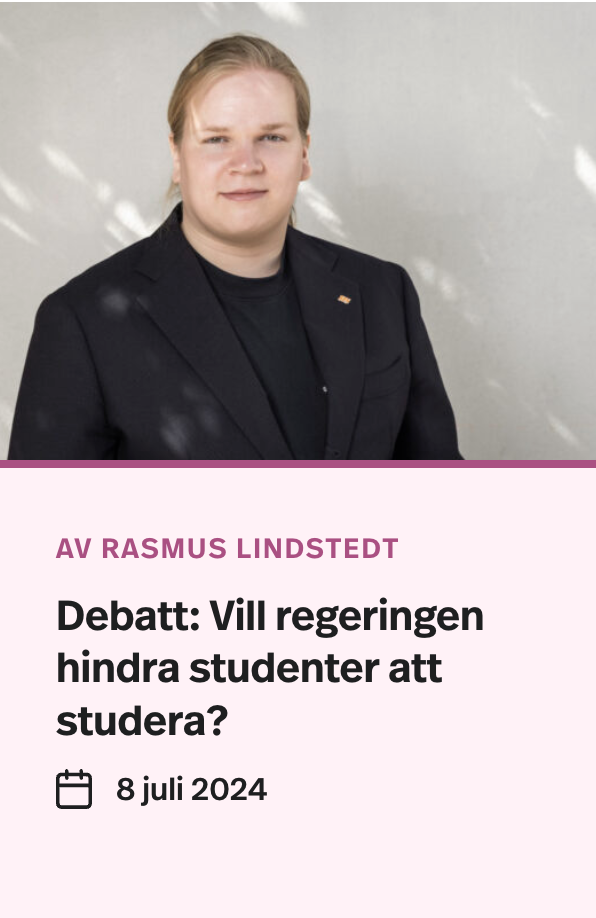 AV RASMUS LINDSTEDT
Debatt: Vill regeringen
hindra studenter att
studera?
8 juli 2024